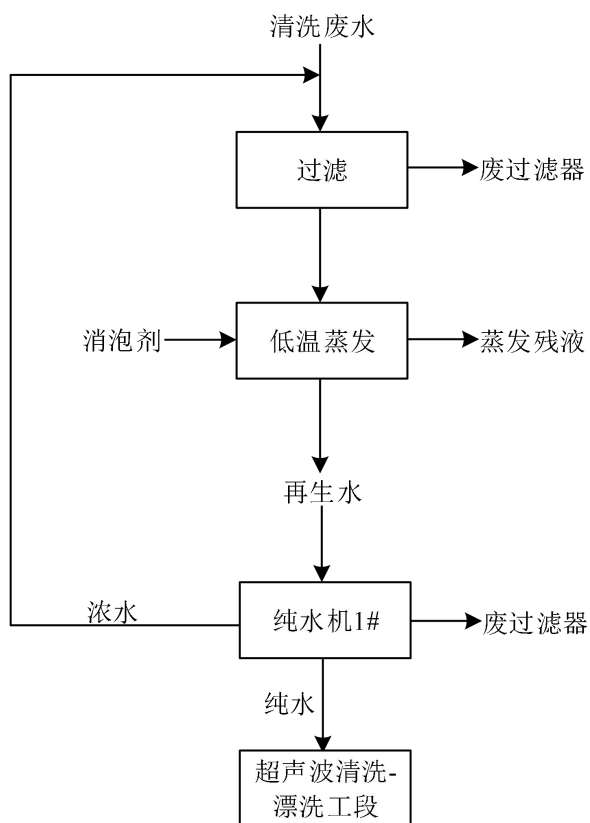 清洗废水
过滤
废过滤器
消泡剂
低温蒸发
蒸发残液
再生水
浓水
纯水机1#
废过滤器
纯水
超声波清洗-
漂洗工段